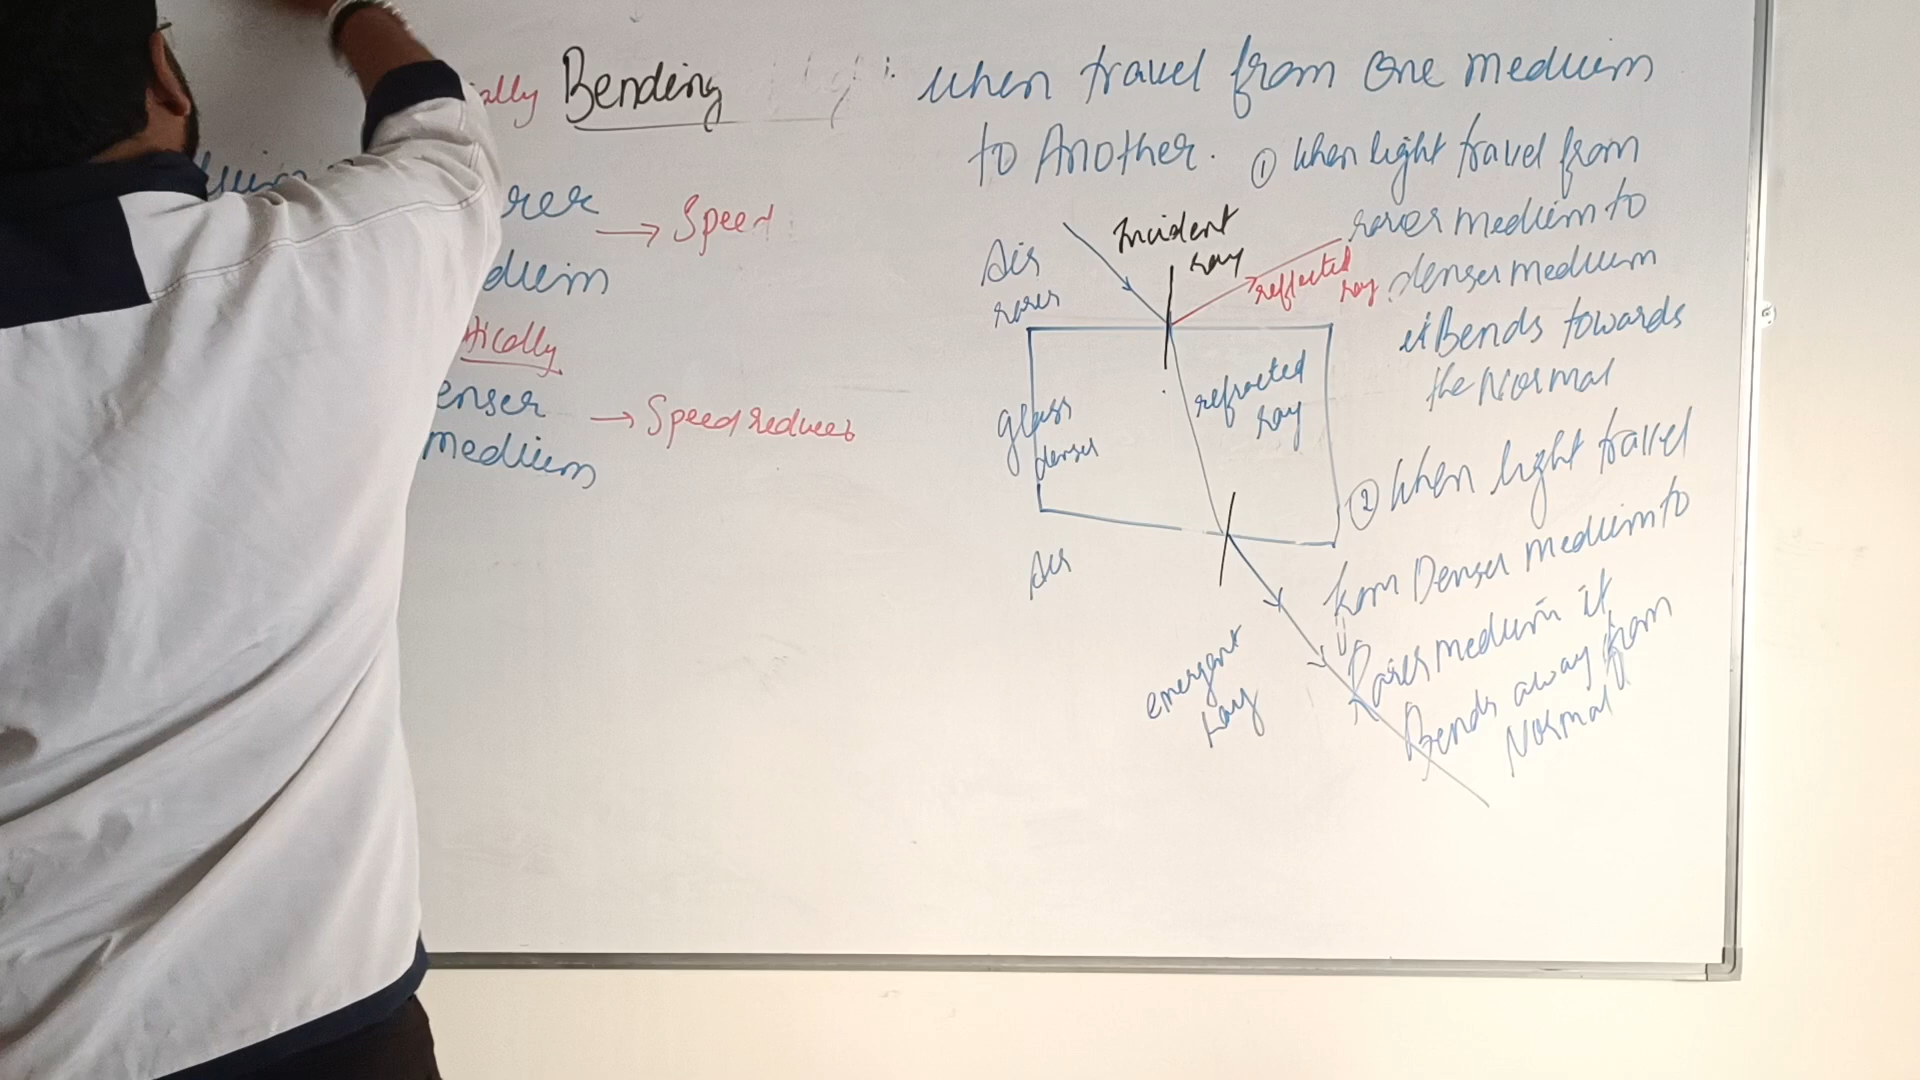 ally Bending : when travel from one medium
to Another. ① When light travel from
rarer medium to
denser medium
it Bends towards
the Normal
② When light travel
from Denser medium to
Rarer medium it
Bends away from
Normal
rer → Speed
dium
tically
enser → Speed reduces
medium
Incident
ray
reflected
ray
Air
rarer
refracted
ray
glass
denser
Air
emergent
ray